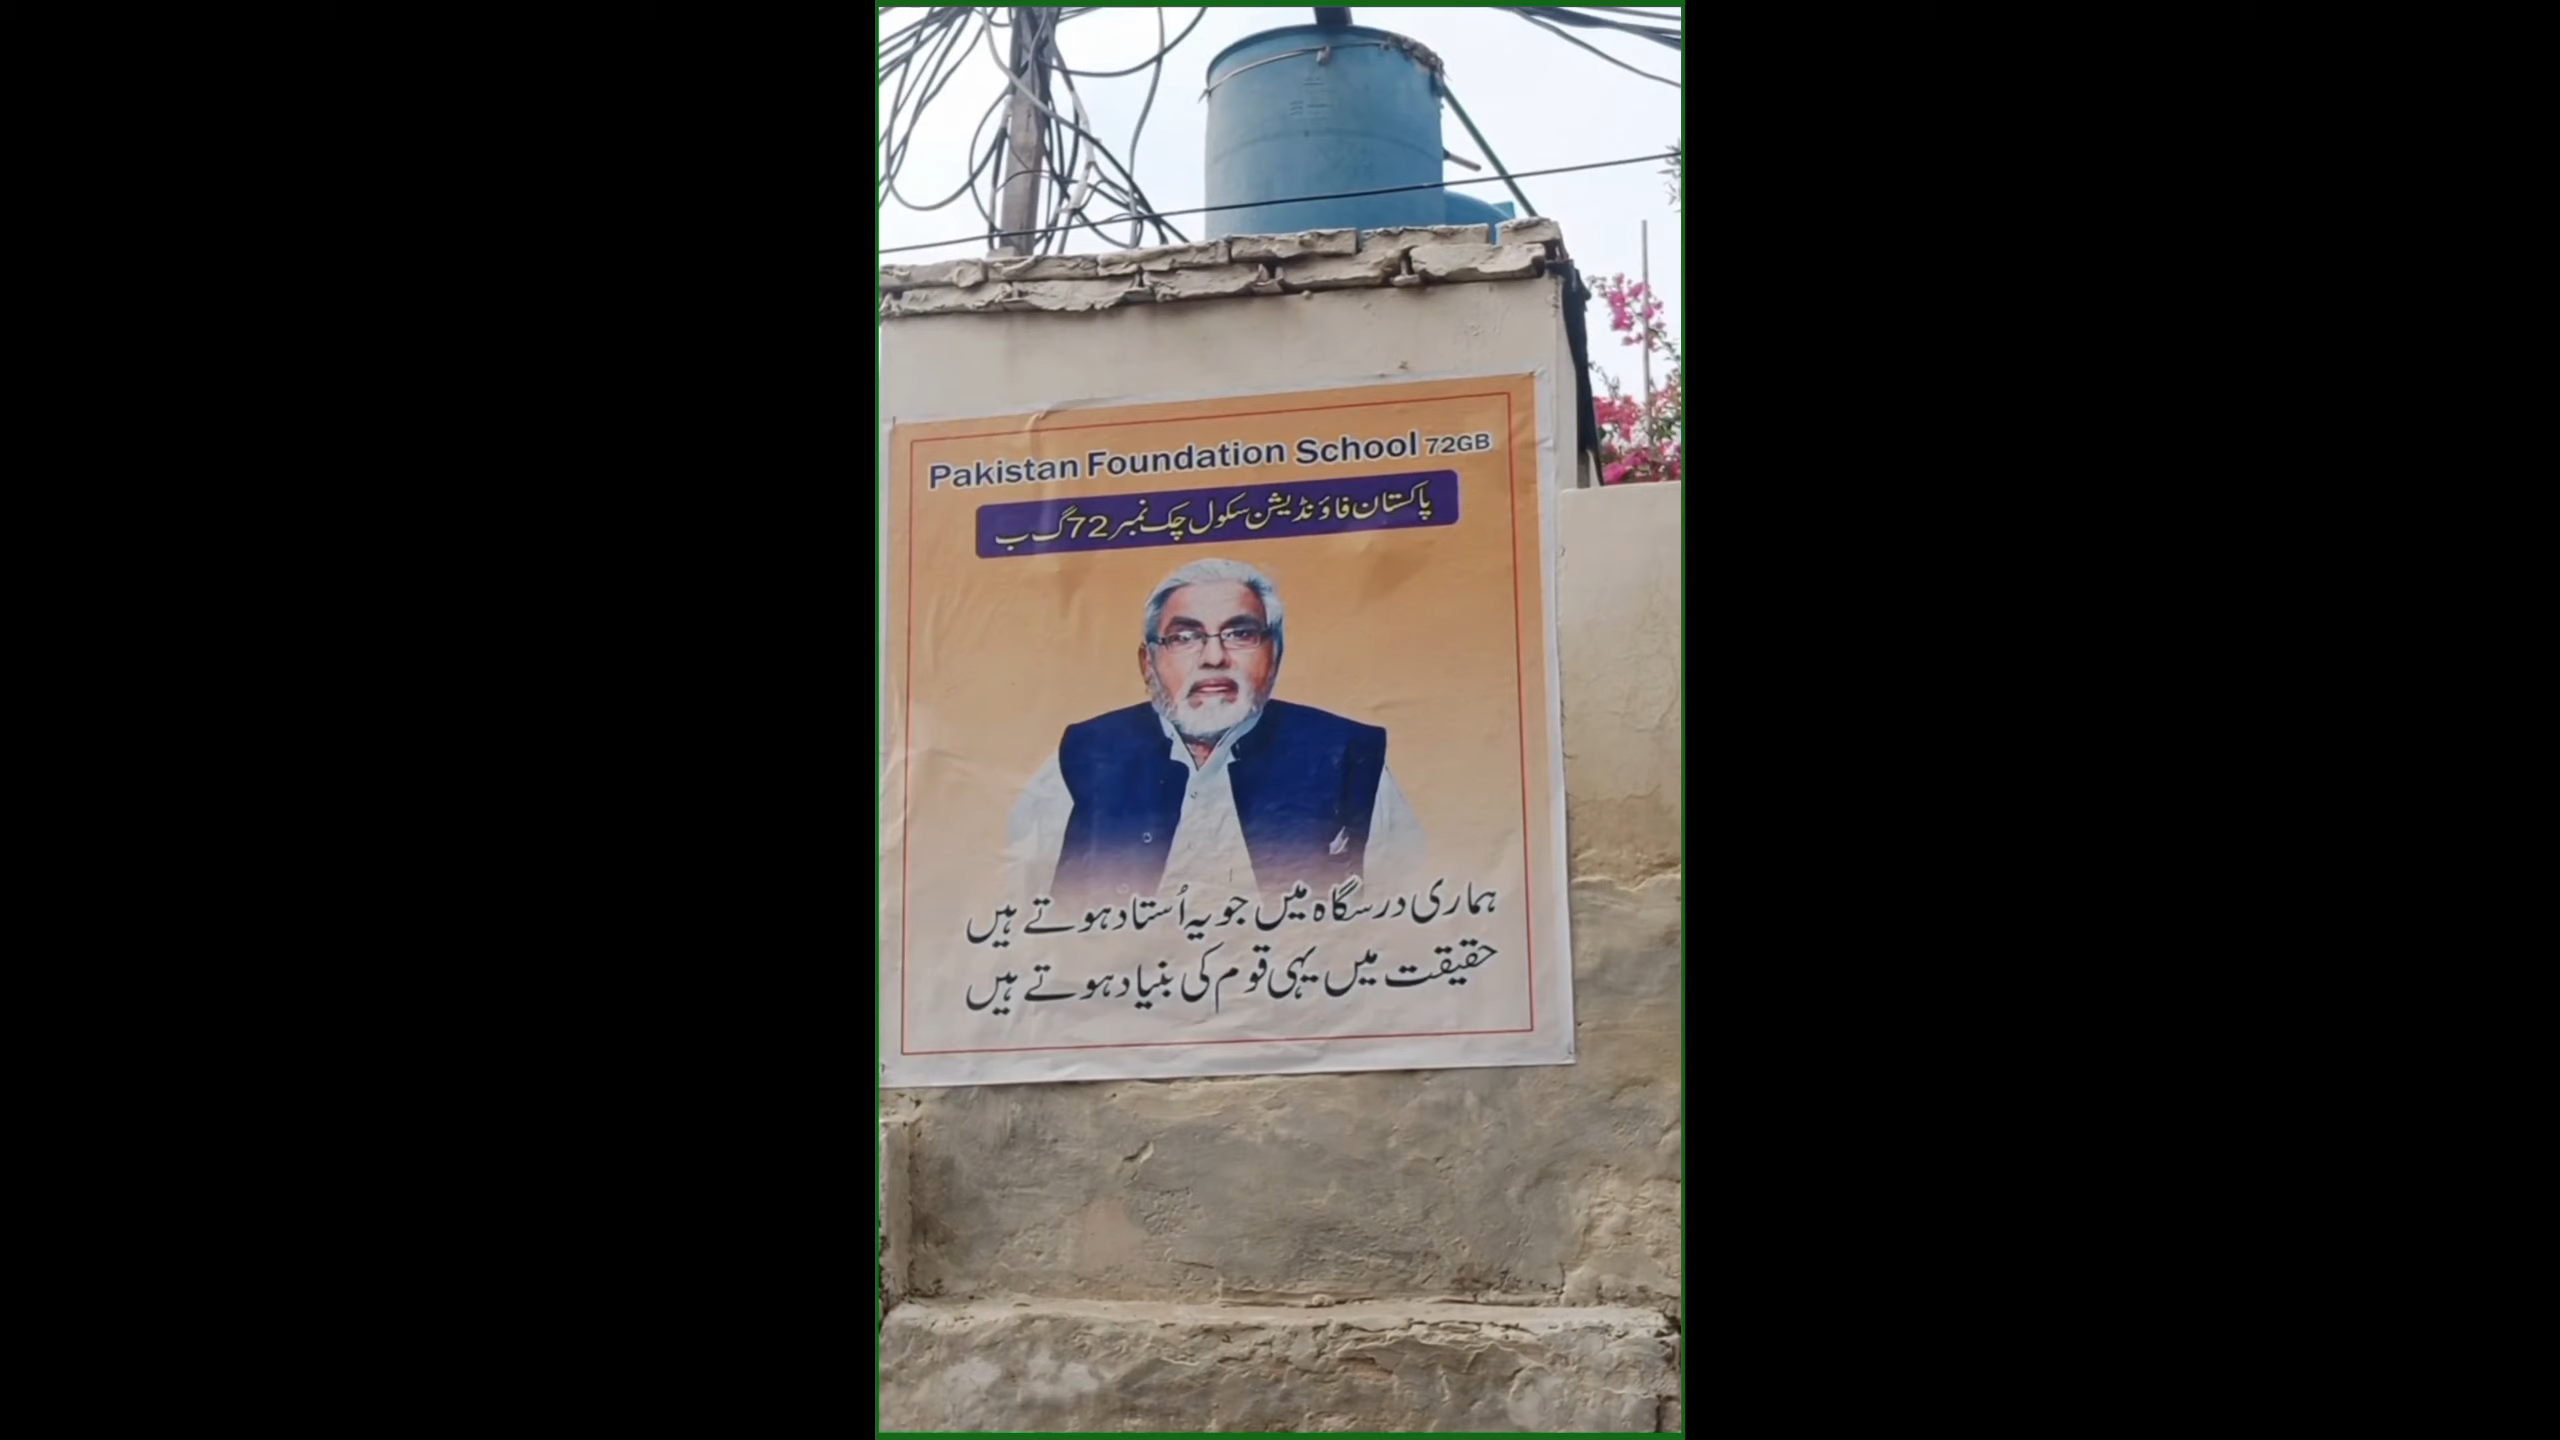 Pakistan Foundation School 72GB
پاکستان فاؤنڈیشن سکول چک نمبر 72 گ ب
ہماری درسگاہ میں جو یہ اُستاد ہوتے ہیں
حقیقت میں یہی قوم کی بنیاد ہوتے ہیں